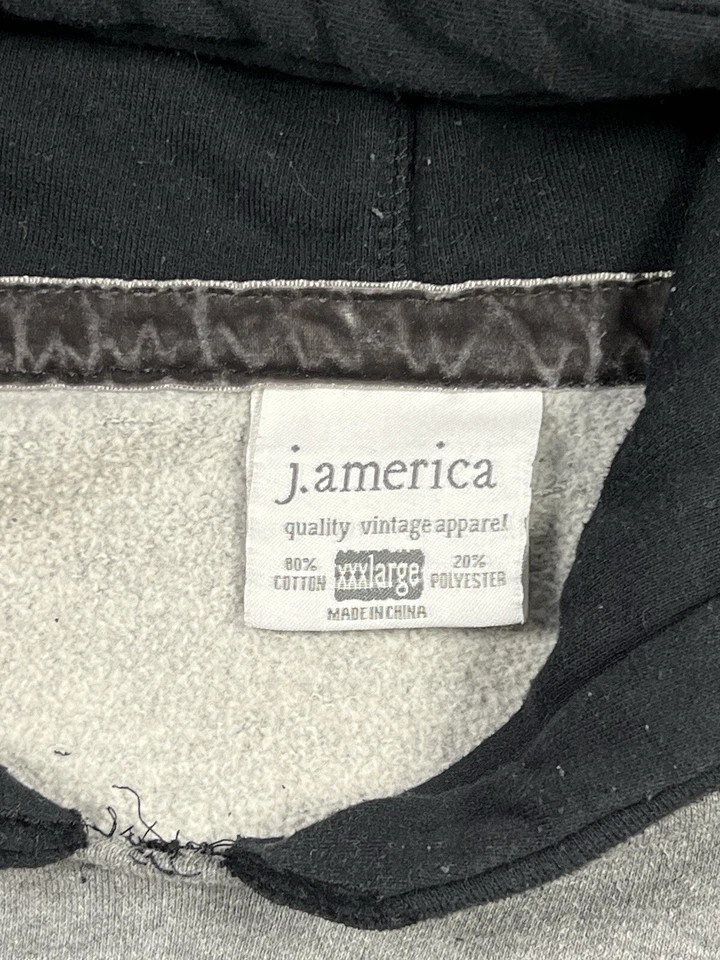 j.america
quality vintage apparel
80% COTTON xxxlarge 20% POLYESTER
MADE IN CHINA